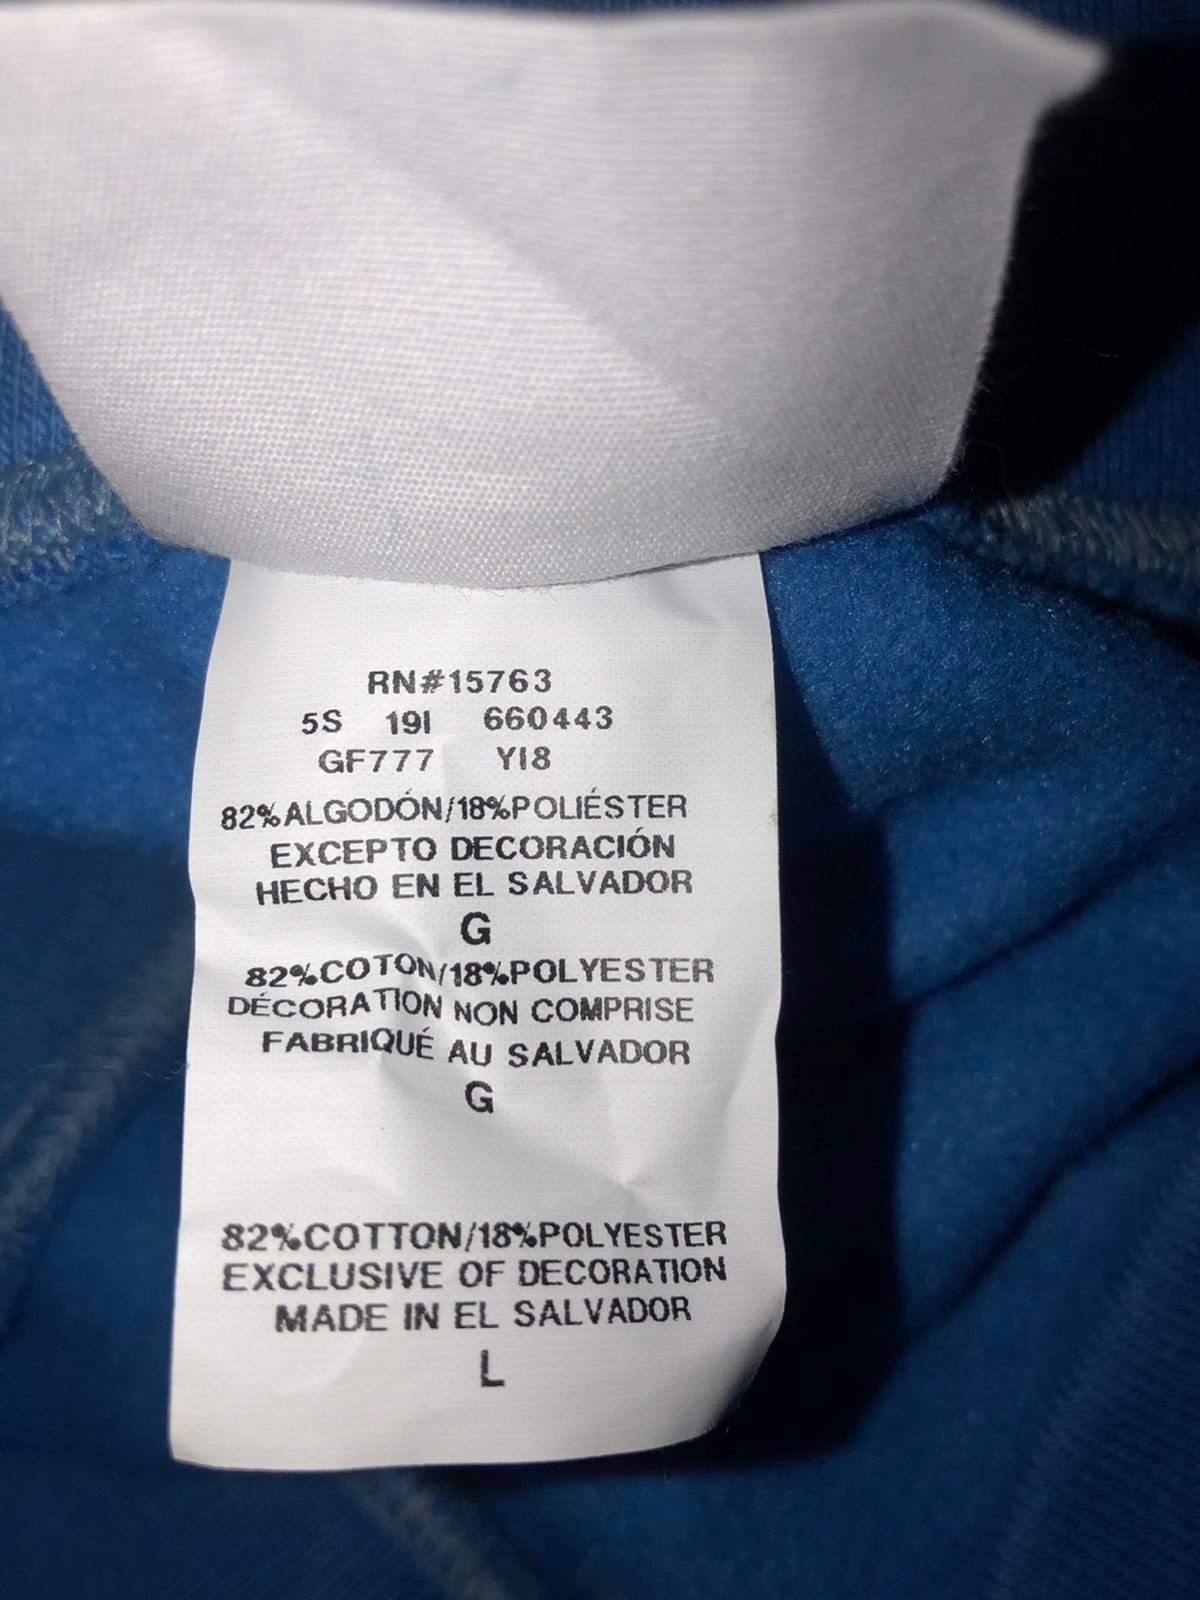 RN#15763
5S 19I 660443
GF777 YI8
82%ALGODÓN/18%POLIÉSTER
EXCEPTO DECORACIÓN
HECHO EN EL SALVADOR
G
82%COTON/18%POLYESTER
DÉCORATION NON COMPRISE
FABRIQUÉ AU SALVADOR
G
82%COTTON/18%POLYESTER
EXCLUSIVE OF DECORATION
MADE IN EL SALVADOR
L